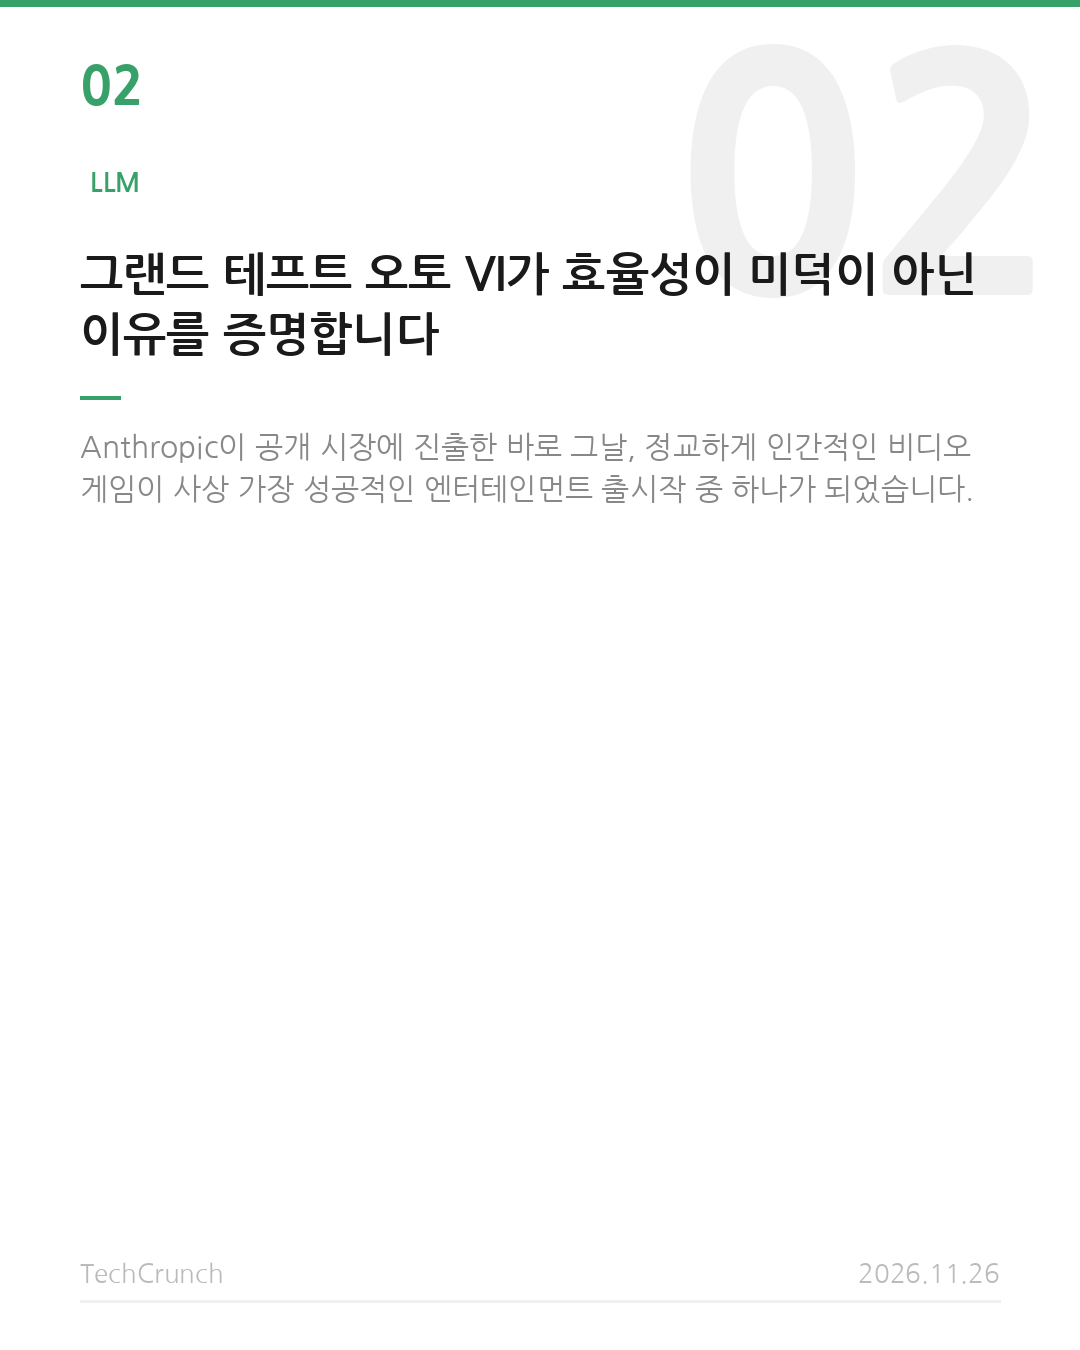 02
02
LLM
그랜드 테프트 오토 VI가 효율성이 미덕이 아닌
이유를 증명합니다
Anthropic이 공개 시장에 진출한 바로 그날, 정교하게 인간적인 비디오
게임이 사상 가장 성공적인 엔터테인먼트 출시작 중 하나가 되었습니다.
TechCrunch
2026.11.26